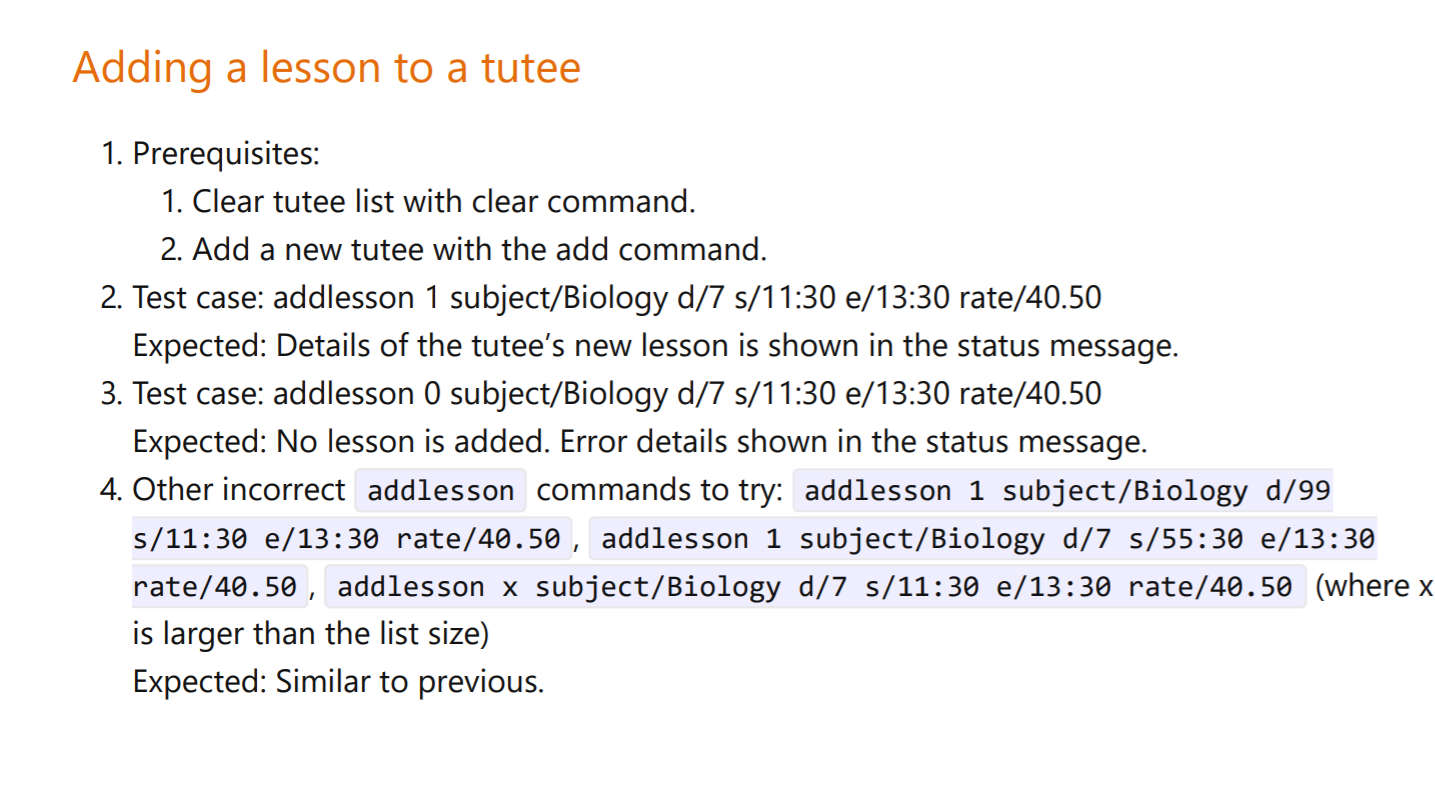 Adding a lesson to a tutee
1. Prerequisites:
1. Clear tutee list with clear command.
2. Add a new tutee with the add command.
2. Test case: addlesson 1 subject/Biology d/7 s/11:30 e/13:30 rate/40.50
Expected: Details of the tutee’s new lesson is shown in the status message.
3. Test case: addlesson 0 subject/Biology d/7 s/11:30 e/13:30 rate/40.50
Expected: No lesson is added. Error details shown in the status message.
4. Other incorrect addlesson commands to try: addlesson 1 subject/Biology d/99
s/11:30 e/13:30 rate/40.50 , addlesson 1 subject/Biology d/7 s/55:30 e/13:30
rate/40.50 , addlesson x subject/Biology d/7 s/11:30 e/13:30 rate/40.50 (where x
is larger than the list size)
Expected: Similar to previous.